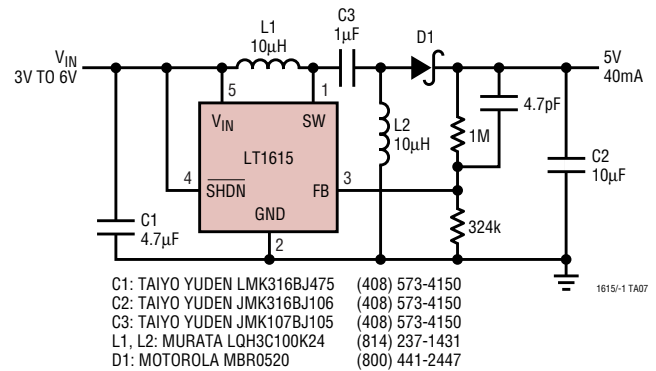 L1
10µH
C3
1µF
D1
VIN
3V TO 6V
5V
40mA
5
1
VIN
SW
L2
10µH
1M
4.7pF
LT1615
4
SHDN
FB
3
C2
10µF
GND
2
C1
4.7µF
324k
C1: TAIYO YUDEN LMK316BJ475 (408) 573-4150
C2: TAIYO YUDEN JMK316BJ106 (408) 573-4150
C3: TAIYO YUDEN JMK107BJ105 (408) 573-4150
L1, L2: MURATA LQH3C100K24 (814) 237-1431
D1: MOTOROLA MBR0520 (800) 441-2447
1615/-1 TA07